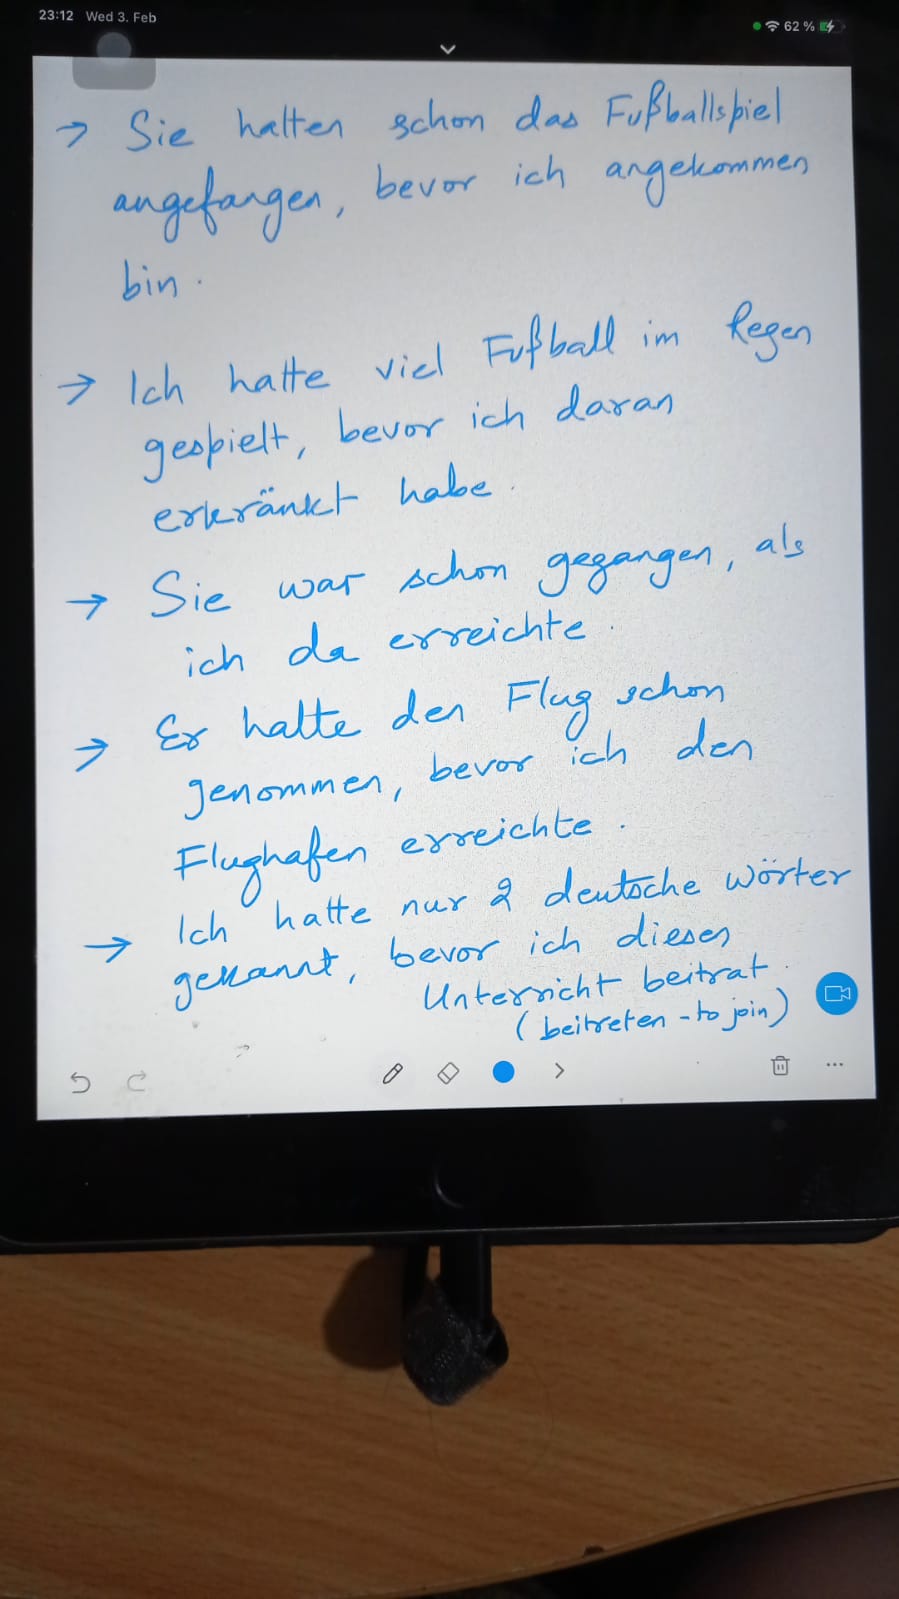 23:12 Wed 3. Feb
62 %
→ Sie hatten schon das Fußballspiel
angefangen, bevor ich angekommen
bin.
→ Ich hatte viel Fußball im Regen
gespielt, bevor ich daran
erkränkt habe.
→ Sie war schon gegangen, als
ich da erreichte.
→ Er hatte den Flug schon
genommen, bevor ich den
Flughafen erreichte.
→ Ich hatte nur 2 deutsche Wörter
gekannt, bevor ich diesen
Unterricht beitrat.
(beitreten - to join)